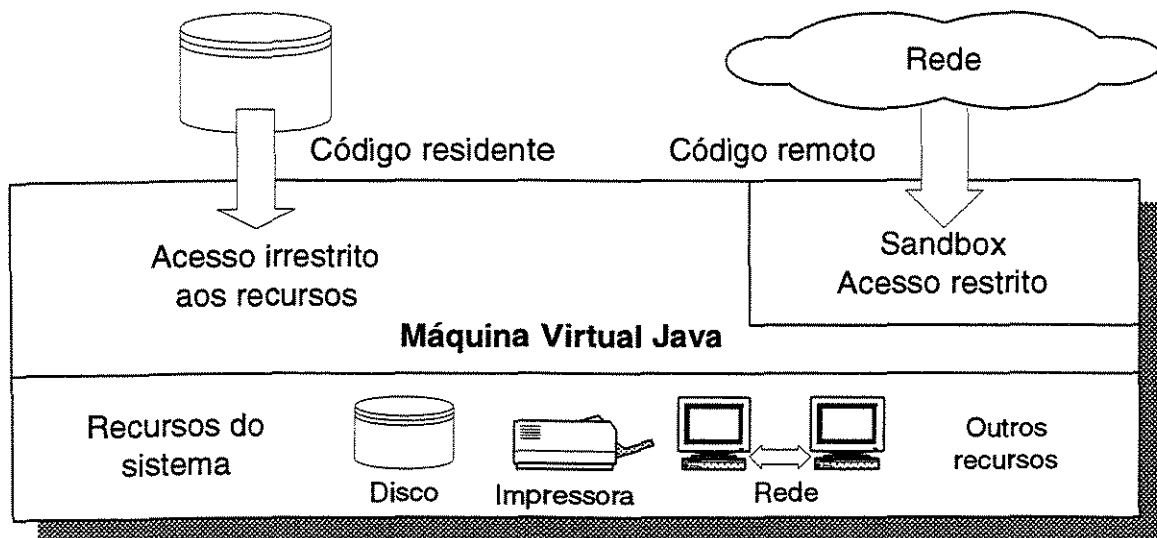 Rede
Código residente
Código remoto
Acesso irrestrito
aos recursos
Sandbox
Acesso restrito
Máquina Virtual Java
Recursos do
sistema
Disco
Impressora
Rede
Outros
recursos